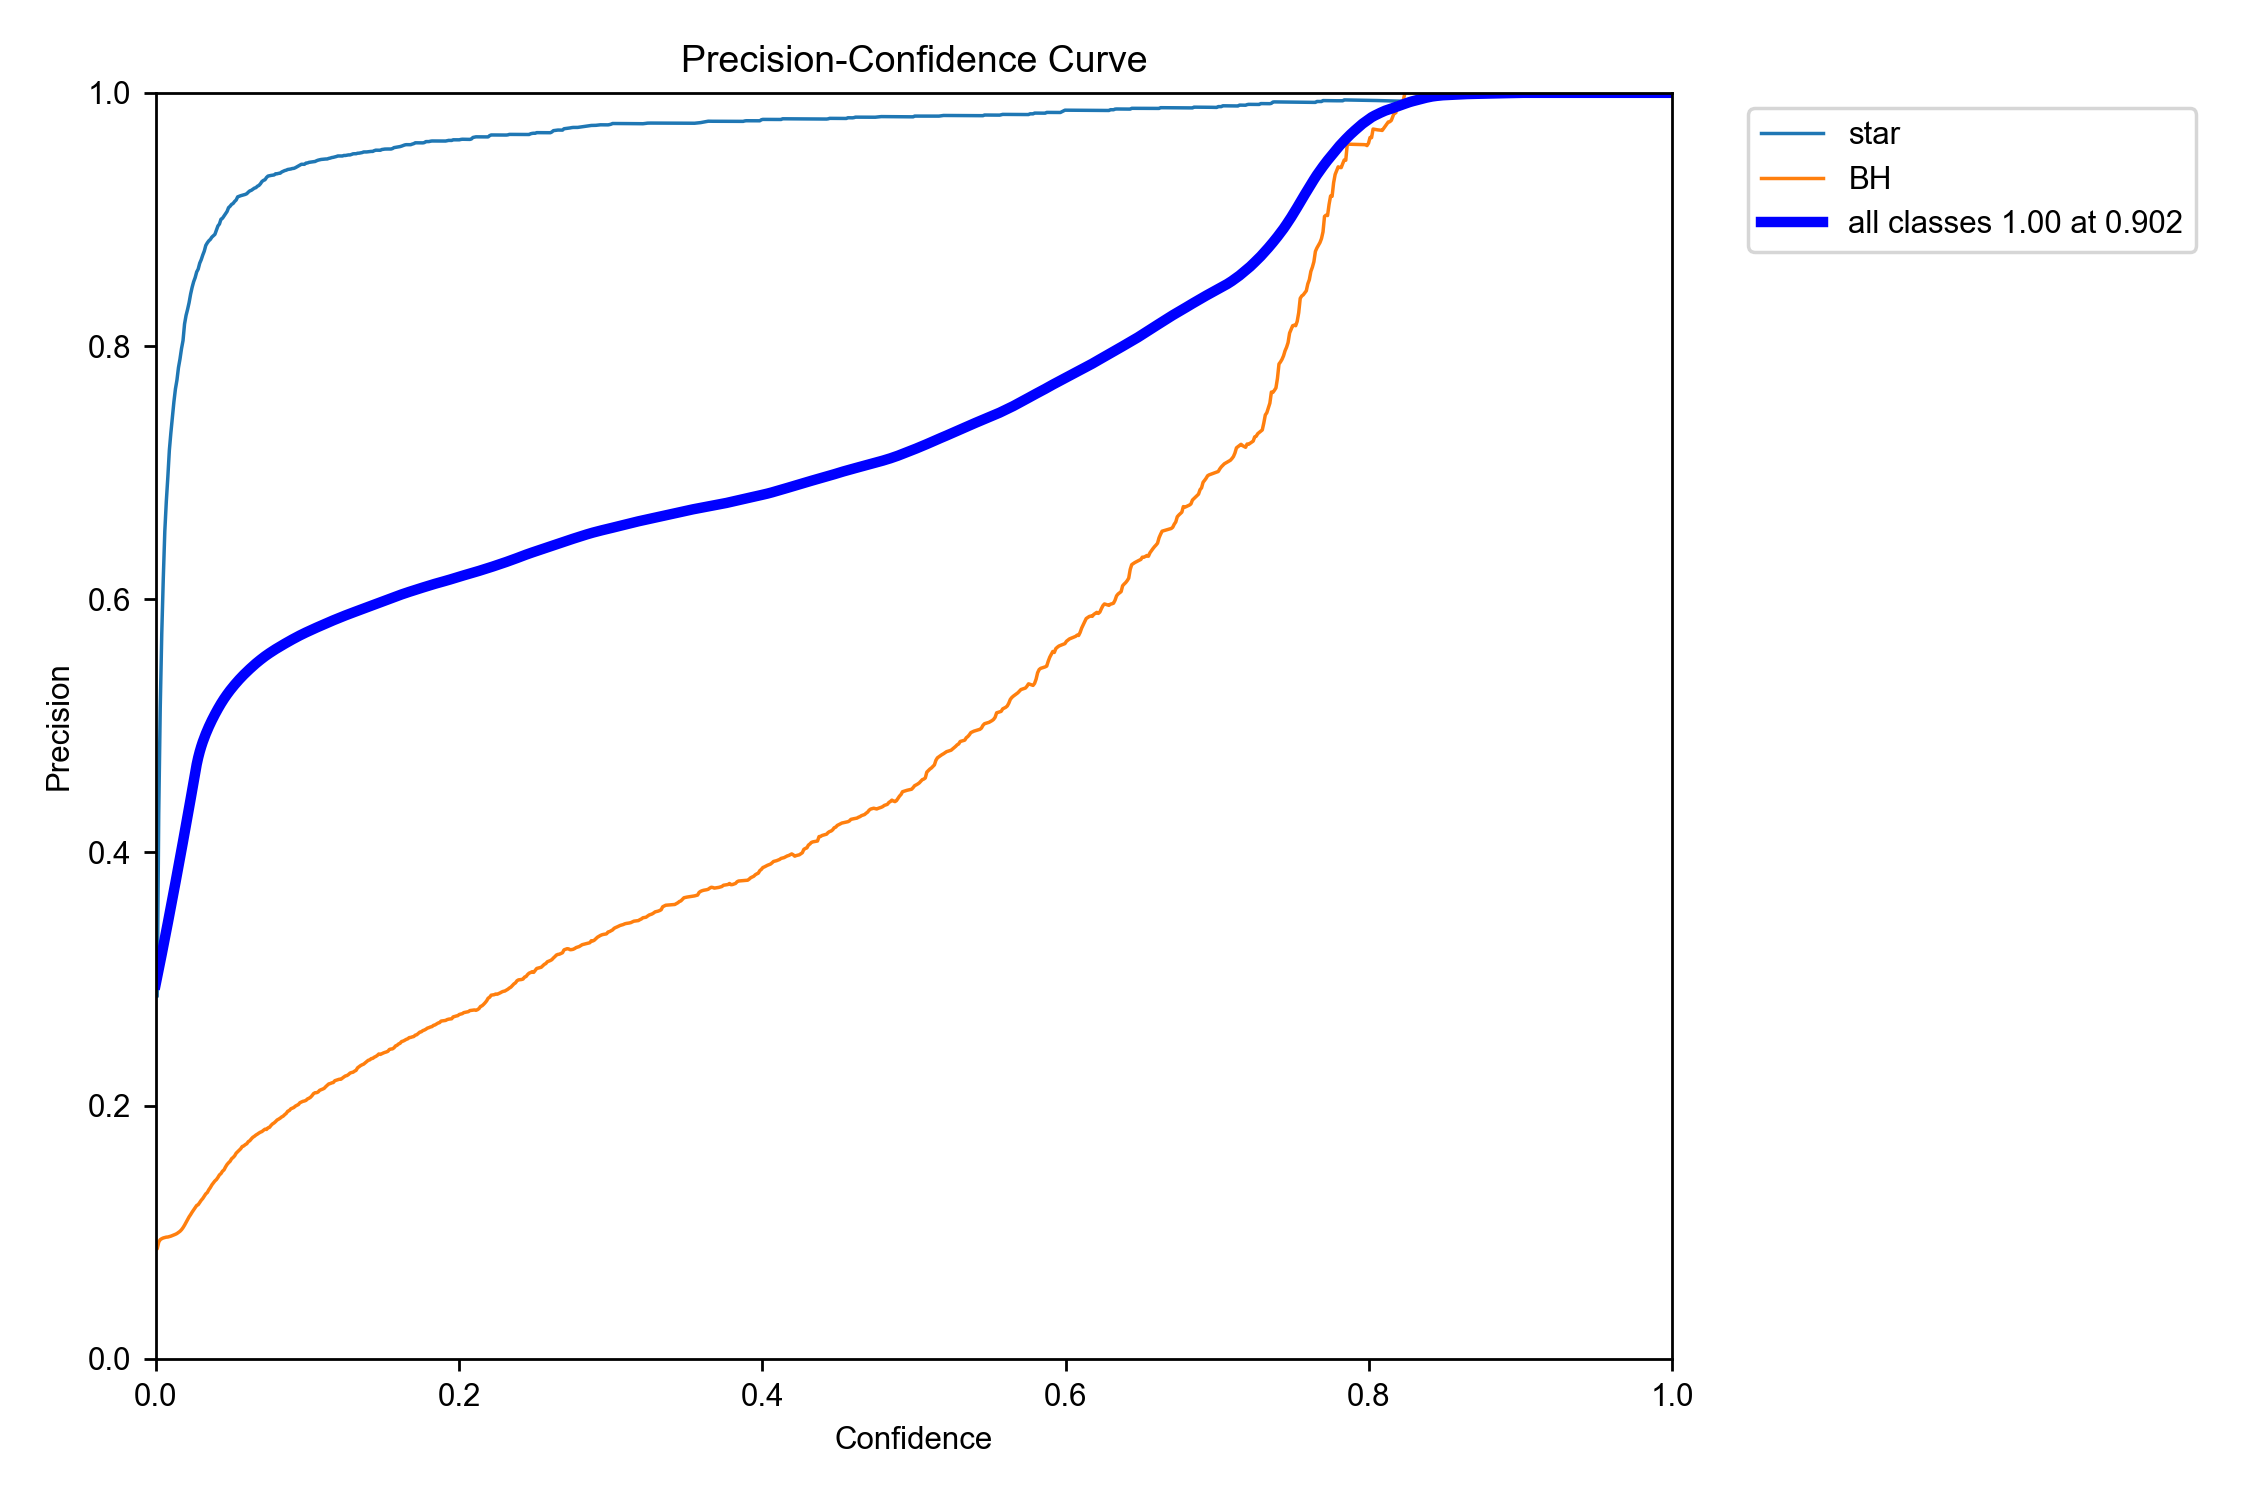 Precision-Confidence Curve
1.0
0.8
0.6
0.4
0.2
0.0
Precision
0.0 0.2 0.4 0.6 0.8 1.0
Confidence
star
BH
all classes 1.00 at 0.902